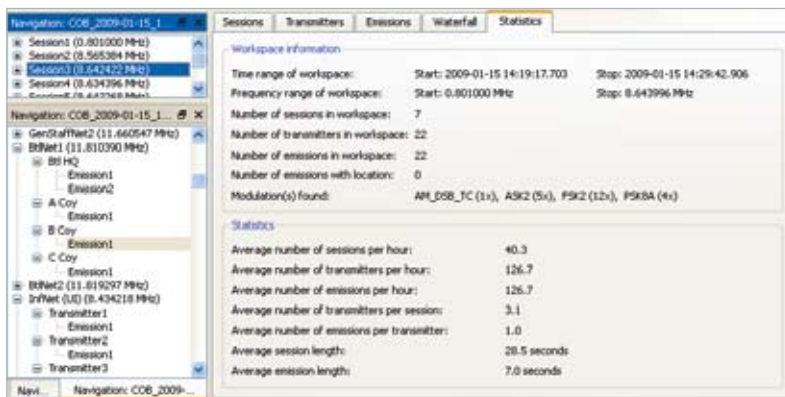 Navigation: COB_2009-01-15_1...
Session1 (0.801000 MHz)
Session2 (8.565384 MHz)
Session3 (8.642422 MHz)
Session4 (8.634396 MHz)
Navigation: COB_2009-01-15_1...
GenStaffNet2 (11.660547 MHz)
BtlNet1 (11.810390 MHz)
Btl HQ
Emission1
Emission2
A Coy
Emission1
B Coy
Emission1
C Coy
Emission1
BtlNet2 (11.819297 MHz)
InfNet (UI) (8.434218 MHz)
Transmitter1
Emission1
Transmitter2
Emission1
Transmitter3
Navi... Navigation: COB_2009-...
Sessions Transmitters Emissions Waterfall Statistics
Workspace information
Time range of workspace: Start: 2009-01-15 14:19:17.703 Stop: 2009-01-15 14:29:42.906
Frequency range of workspace: Start: 0.801000 MHz Stop: 8.643996 MHz
Number of sessions in workspace: 7
Number of transmitters in workspace: 22
Number of emissions in workspace: 22
Number of emissions with location: 0
Modulation(s) found: AM_DSB_TC (1x), ASK2 (5x), FSK2 (12x), PSK8A (4x)
Statistics
Average number of sessions per hour: 40.3
Average number of transmitters per hour: 126.7
Average number of emissions per hour: 126.7
Average number of transmitters per session: 3.1
Average number of emissions per transmitter: 1.0
Average session length: 28.5 seconds
Average emission length: 7.0 seconds